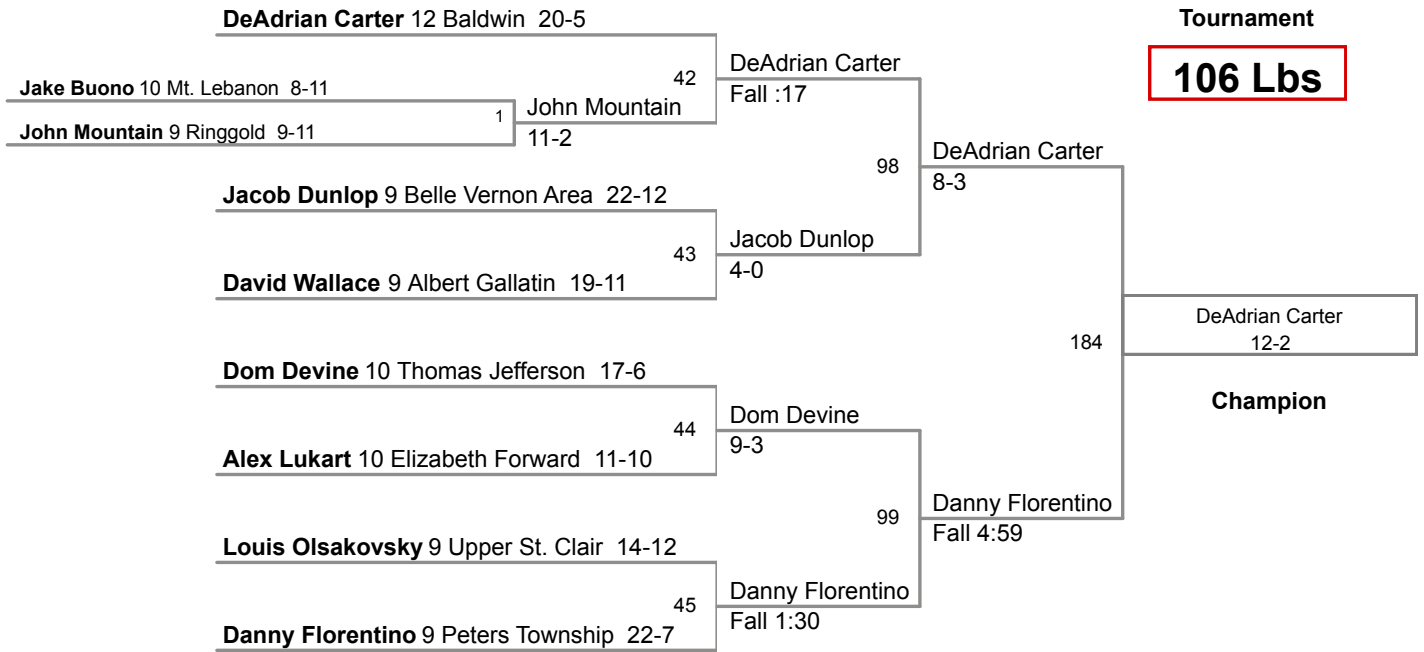 DeAdrian Carter 12 Baldwin 20-5
Tournament
106 Lbs
42
DeAdrian Carter
Fall :17
Jake Buono 10 Mt. Lebanon 8-11
1
John Mountain
11-2
John Mountain 9 Ringgold 9-11
98
DeAdrian Carter
8-3
Jacob Dunlop 9 Belle Vernon Area 22-12
43
Jacob Dunlop
4-0
David Wallace 9 Albert Gallatin 19-11
184
DeAdrian Carter
12-2
Champion
Dom Devine 10 Thomas Jefferson 17-6
44
Dom Devine
9-3
Alex Lukart 10 Elizabeth Forward 11-10
99
Danny Florentino
Fall 4:59
Louis Olsakovsky 9 Upper St. Clair 14-12
45
Danny Florentino
Fall 1:30
Danny Florentino 9 Peters Township 22-7